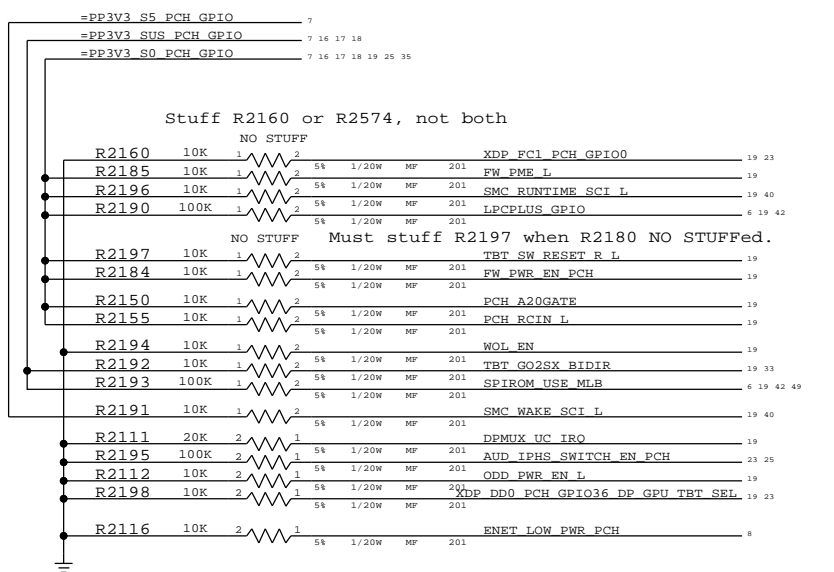 =PP3V3_S5_PCH_GPIO 7
=PP3V3_SUS_PCH_GPIO 7 16 17 18
=PP3V3_S0_PCH_GPIO 7 16 17 18 19 25 35
Stuff R2160 or R2574, not both
NO STUFF
R2160 10K 1 2 5% 1/20W MF 201 XDP_FC1_PCH_GPIO0 19 23
R2185 10K 1 2 5% 1/20W MF 201 FW_PME_L 19
R2196 10K 1 2 5% 1/20W MF 201 SMC_RUNTIME_SCI_L 19 40
R2190 100K 1 2 5% 1/20W MF 201 LPCPLUS_GPIO 6 19 42
NO STUFF Must stuff R2197 when R2180 NO STUFFed.
R2197 10K 1 2 5% 1/20W MF 201 TBT_SW_RESET_R_L 19
R2184 10K 1 2 5% 1/20W MF 201 FW_PWR_EN_PCH 19
R2150 10K 1 2 5% 1/20W MF 201 PCH_A20GATE 19
R2155 10K 1 2 5% 1/20W MF 201 PCH_RCIN_L 19
R2194 10K 1 2 5% 1/20W MF 201 WOL_EN 19
R2192 10K 1 2 5% 1/20W MF 201 TBT_GO2SX_BIDIR 19 33
R2193 100K 1 2 5% 1/20W MF 201 SPIROM_USE_MLB 6 19 42 49
R2191 10K 1 2 5% 1/20W MF 201 SMC_WAKE_SCI_L 19 40
R2111 20K 2 1 5% 1/20W MF 201 DPMUX_UC_IRQ 19
R2195 100K 2 1 5% 1/20W MF 201 AUD_IPHS_SWITCH_EN_PCH 23 25
R2112 10K 2 1 5% 1/20W MF 201 ODD_PWR_EN_L 19
R2198 10K 2 1 5% 1/20W MF 201 XDP_DD0_PCH_GPIO36_DP_GPU_TBT_SEL 19 23
R2116 10K 2 1 5% 1/20W MF 201 ENET_LOW_PWR_PCH 8